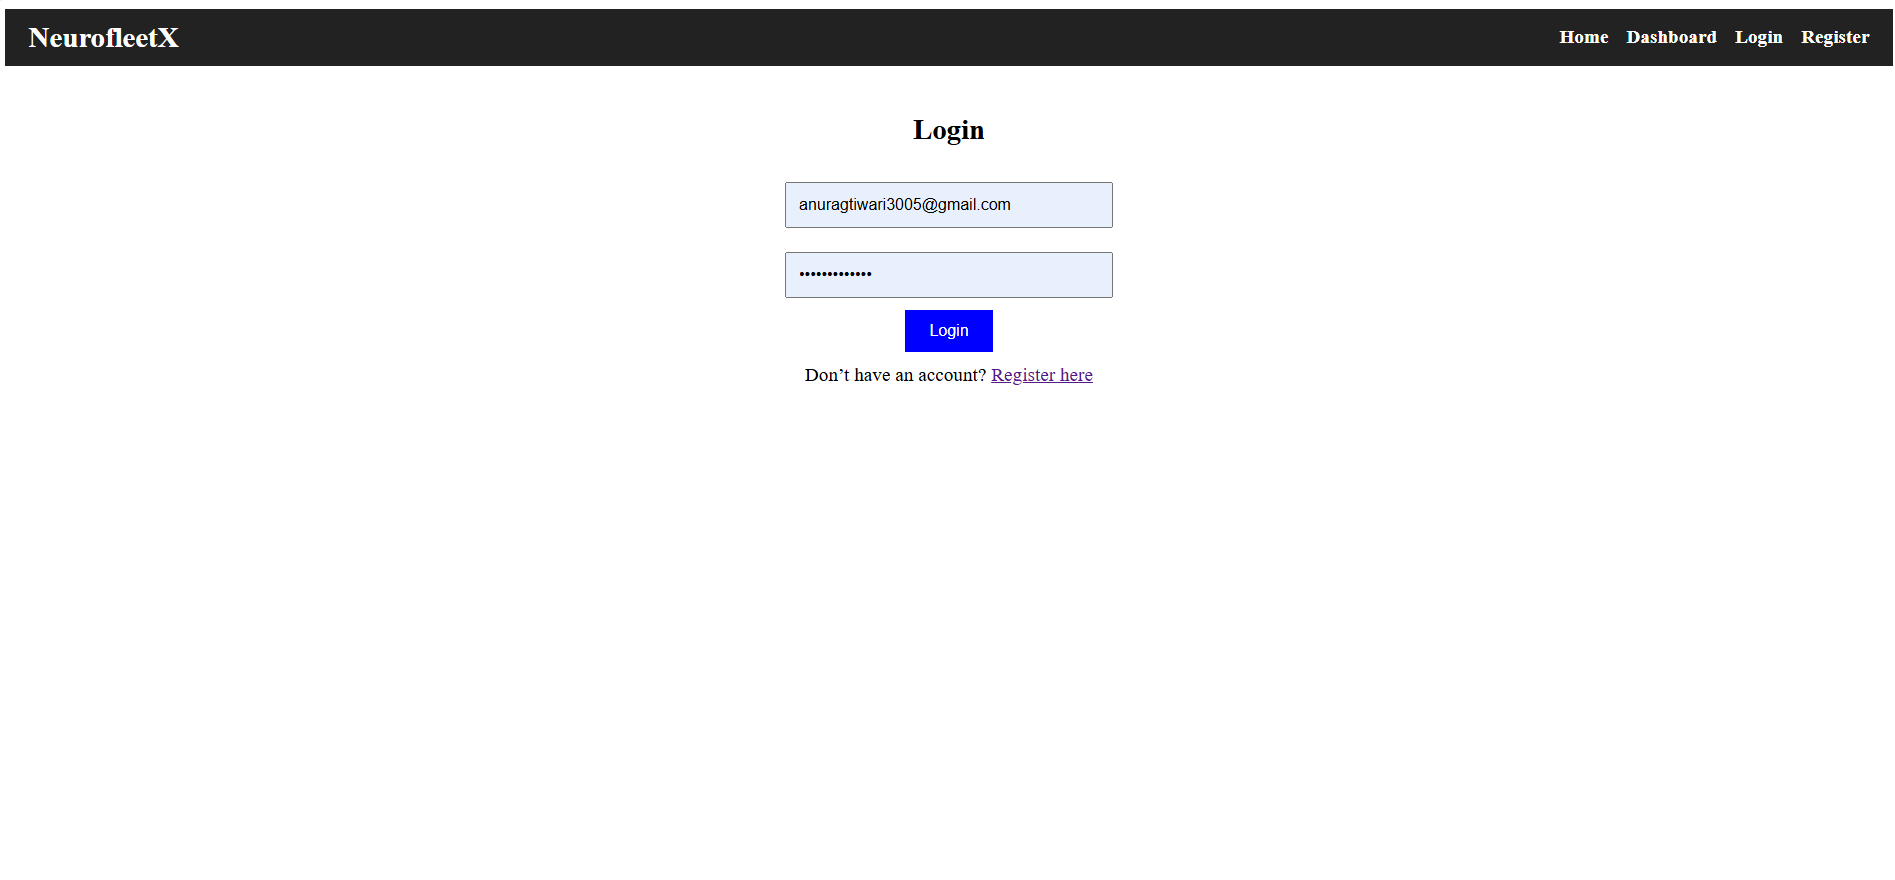 NeurofleetX Home Dashboard Login Register
Login
anuragtiwari3005@gmail.com
•••••••••••••
Login
Don’t have an account? Register here